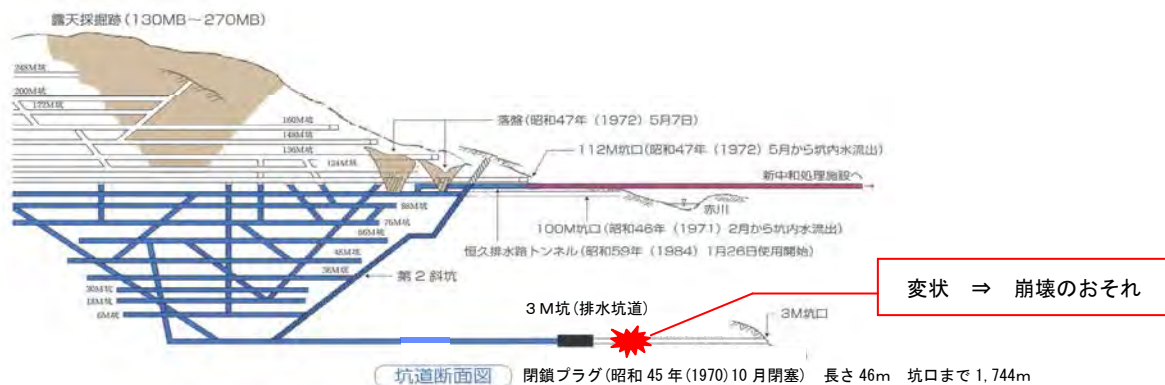 露天採掘跡(130MB～270MB)
248M坑
200M坑
172M坑
160M坑
148M坑
136M坑
124M坑
落盤(昭和47年（1972）5月7日)
112M坑口(昭和47年（1972）5月から坑内水流出)
新中和処理施設へ
赤川
88M坑
76M坑
66M坑
48M坑
36M坑
30M坑
18M坑
6M坑
100M坑口(昭和46年（1971）2月から坑内水流出)
恒久排水路トンネル(昭和59年（1984）1月26日使用開始)
第2斜坑
変状 ⇒ 崩壊のおそれ
3M坑(排水坑道)
3M坑口
坑道断面図
閉鎖プラグ(昭和45年(1970)10月閉塞) 長さ46m 坑口まで1,744m